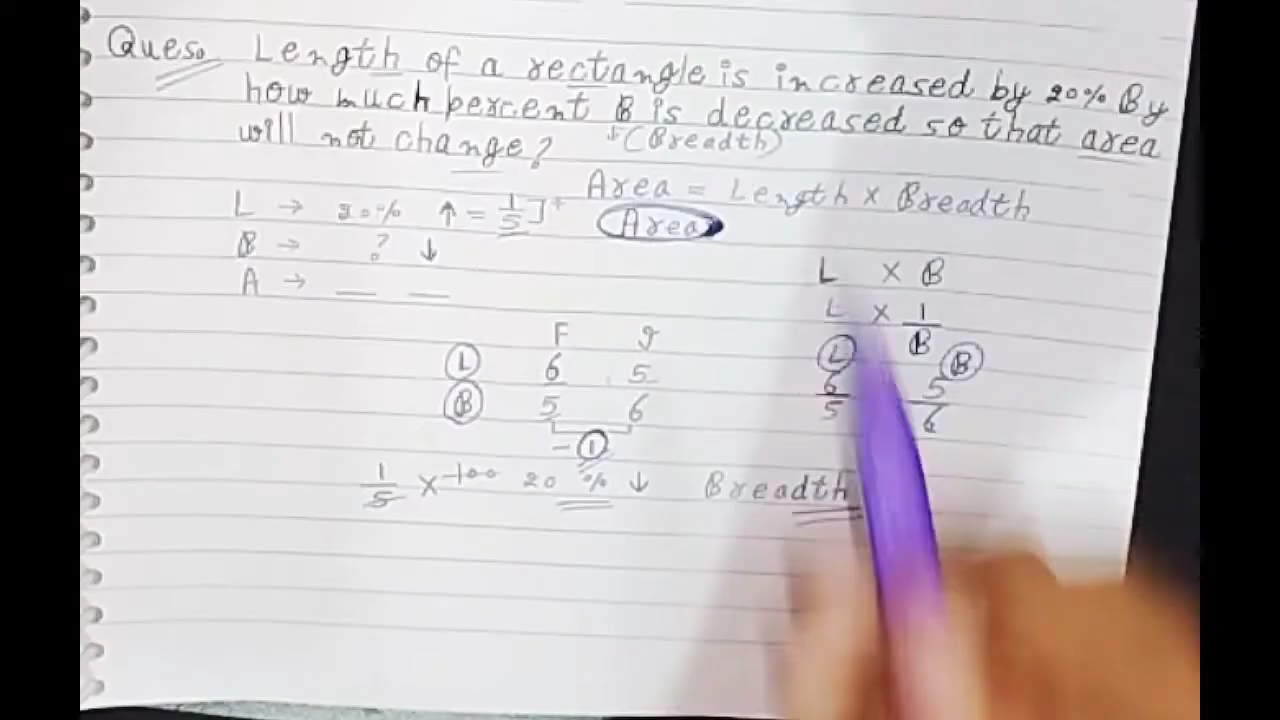 Ques. Length of a rectangle is increased by 20% By
how much percent B is decreased so that area
will not change? ↓(Breadth)
Area = Length × Breadth
L → 20% ↑ = 1/5]+ Area
B → ? ↓
A → __ __
L × B
L × 1/B
F I
L 6 5
B 5 6
-1
L B
6/5 5/6
1/5 × 100 20 % ↓ Breadth